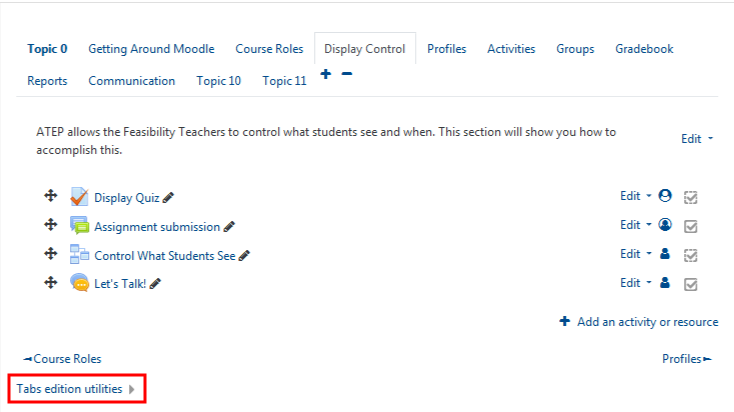 Topic 0 Getting Around Moodle Course Roles Display Control Profiles Activities Groups Gradebook
Reports Communication Topic 10 Topic 11
ATEP allows the Feasibility Teachers to control what students see and when. This section will show you how to
accomplish this.
Edit
Display Quiz Edit
Assignment submission Edit
Control What Students See Edit
Let's Talk! Edit
Add an activity or resource
Course Roles Profiles
Tabs edition utilities